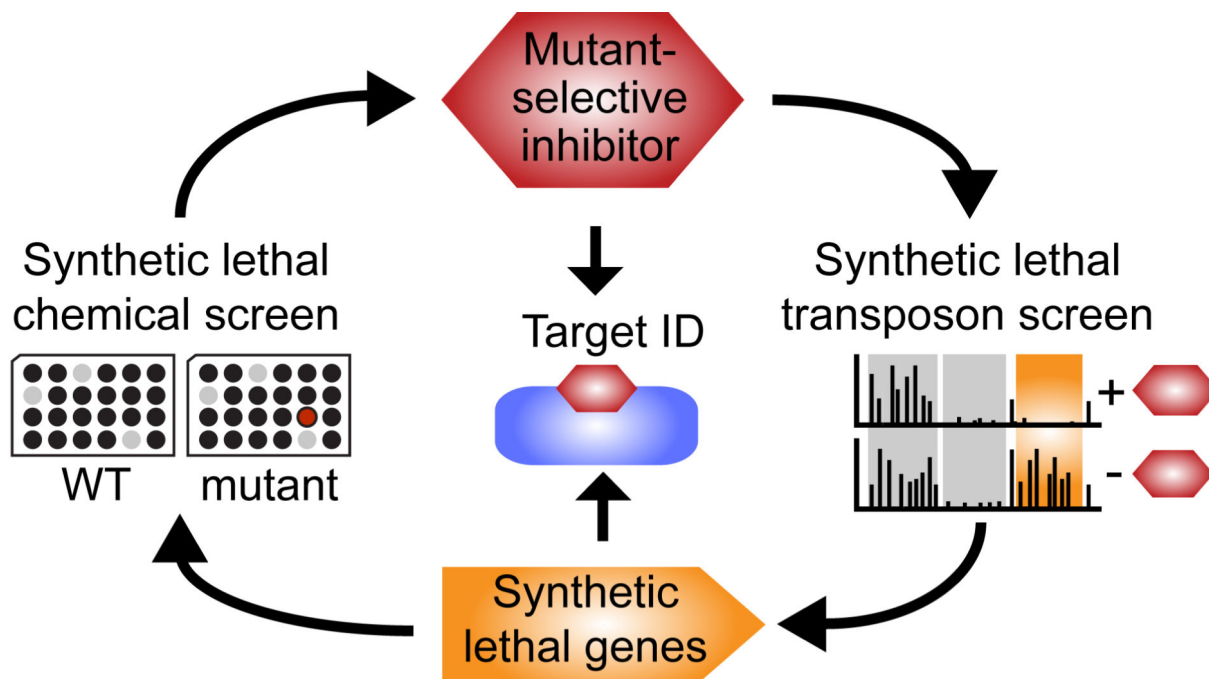 Mutant-
selective
inhibitor
Synthetic lethal
chemical screen
WT
mutant
Target ID
Synthetic lethal
transposon screen
+
-
Synthetic
lethal genes